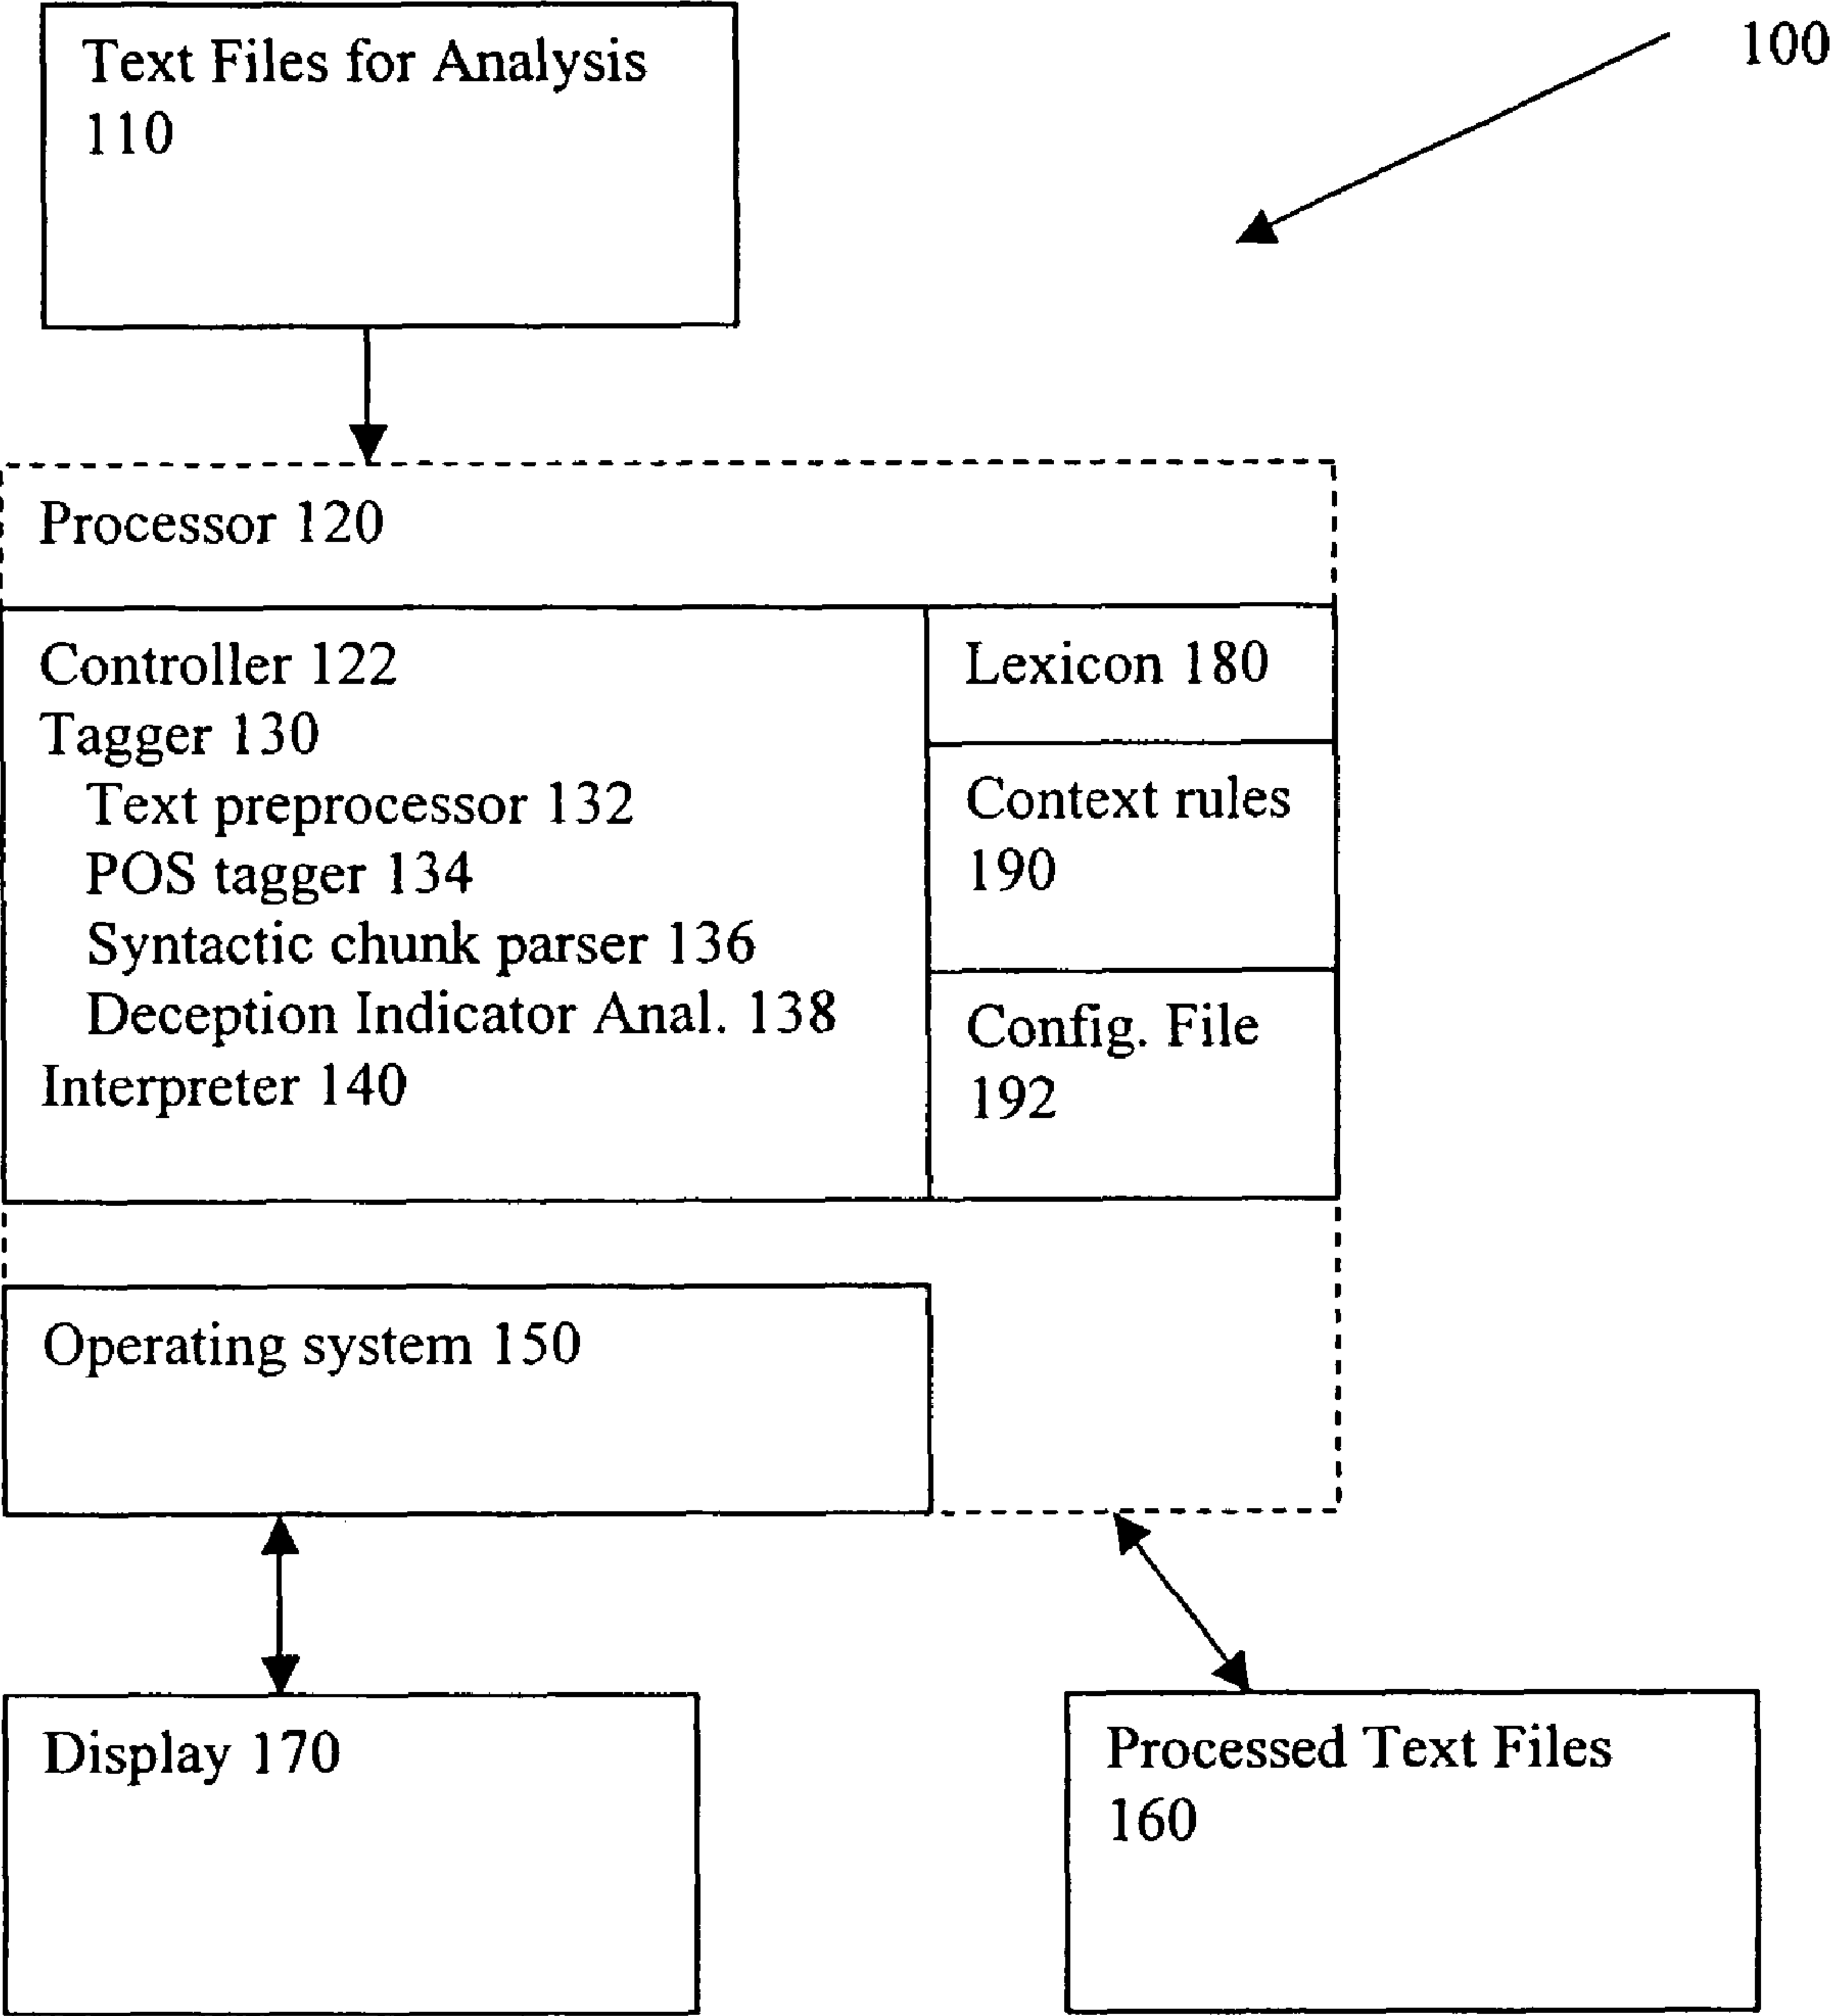 Text Files for Analysis
110
100
Processor 120
Controller 122
Tagger 130
Text preprocessor 132
POS tagger 134
Syntactic chunk parser 136
Deception Indicator Anal. 138
Interpreter 140
Lexicon 180
Context rules
190
Config. File
192
Operating system 150
Display 170
Processed Text Files
160